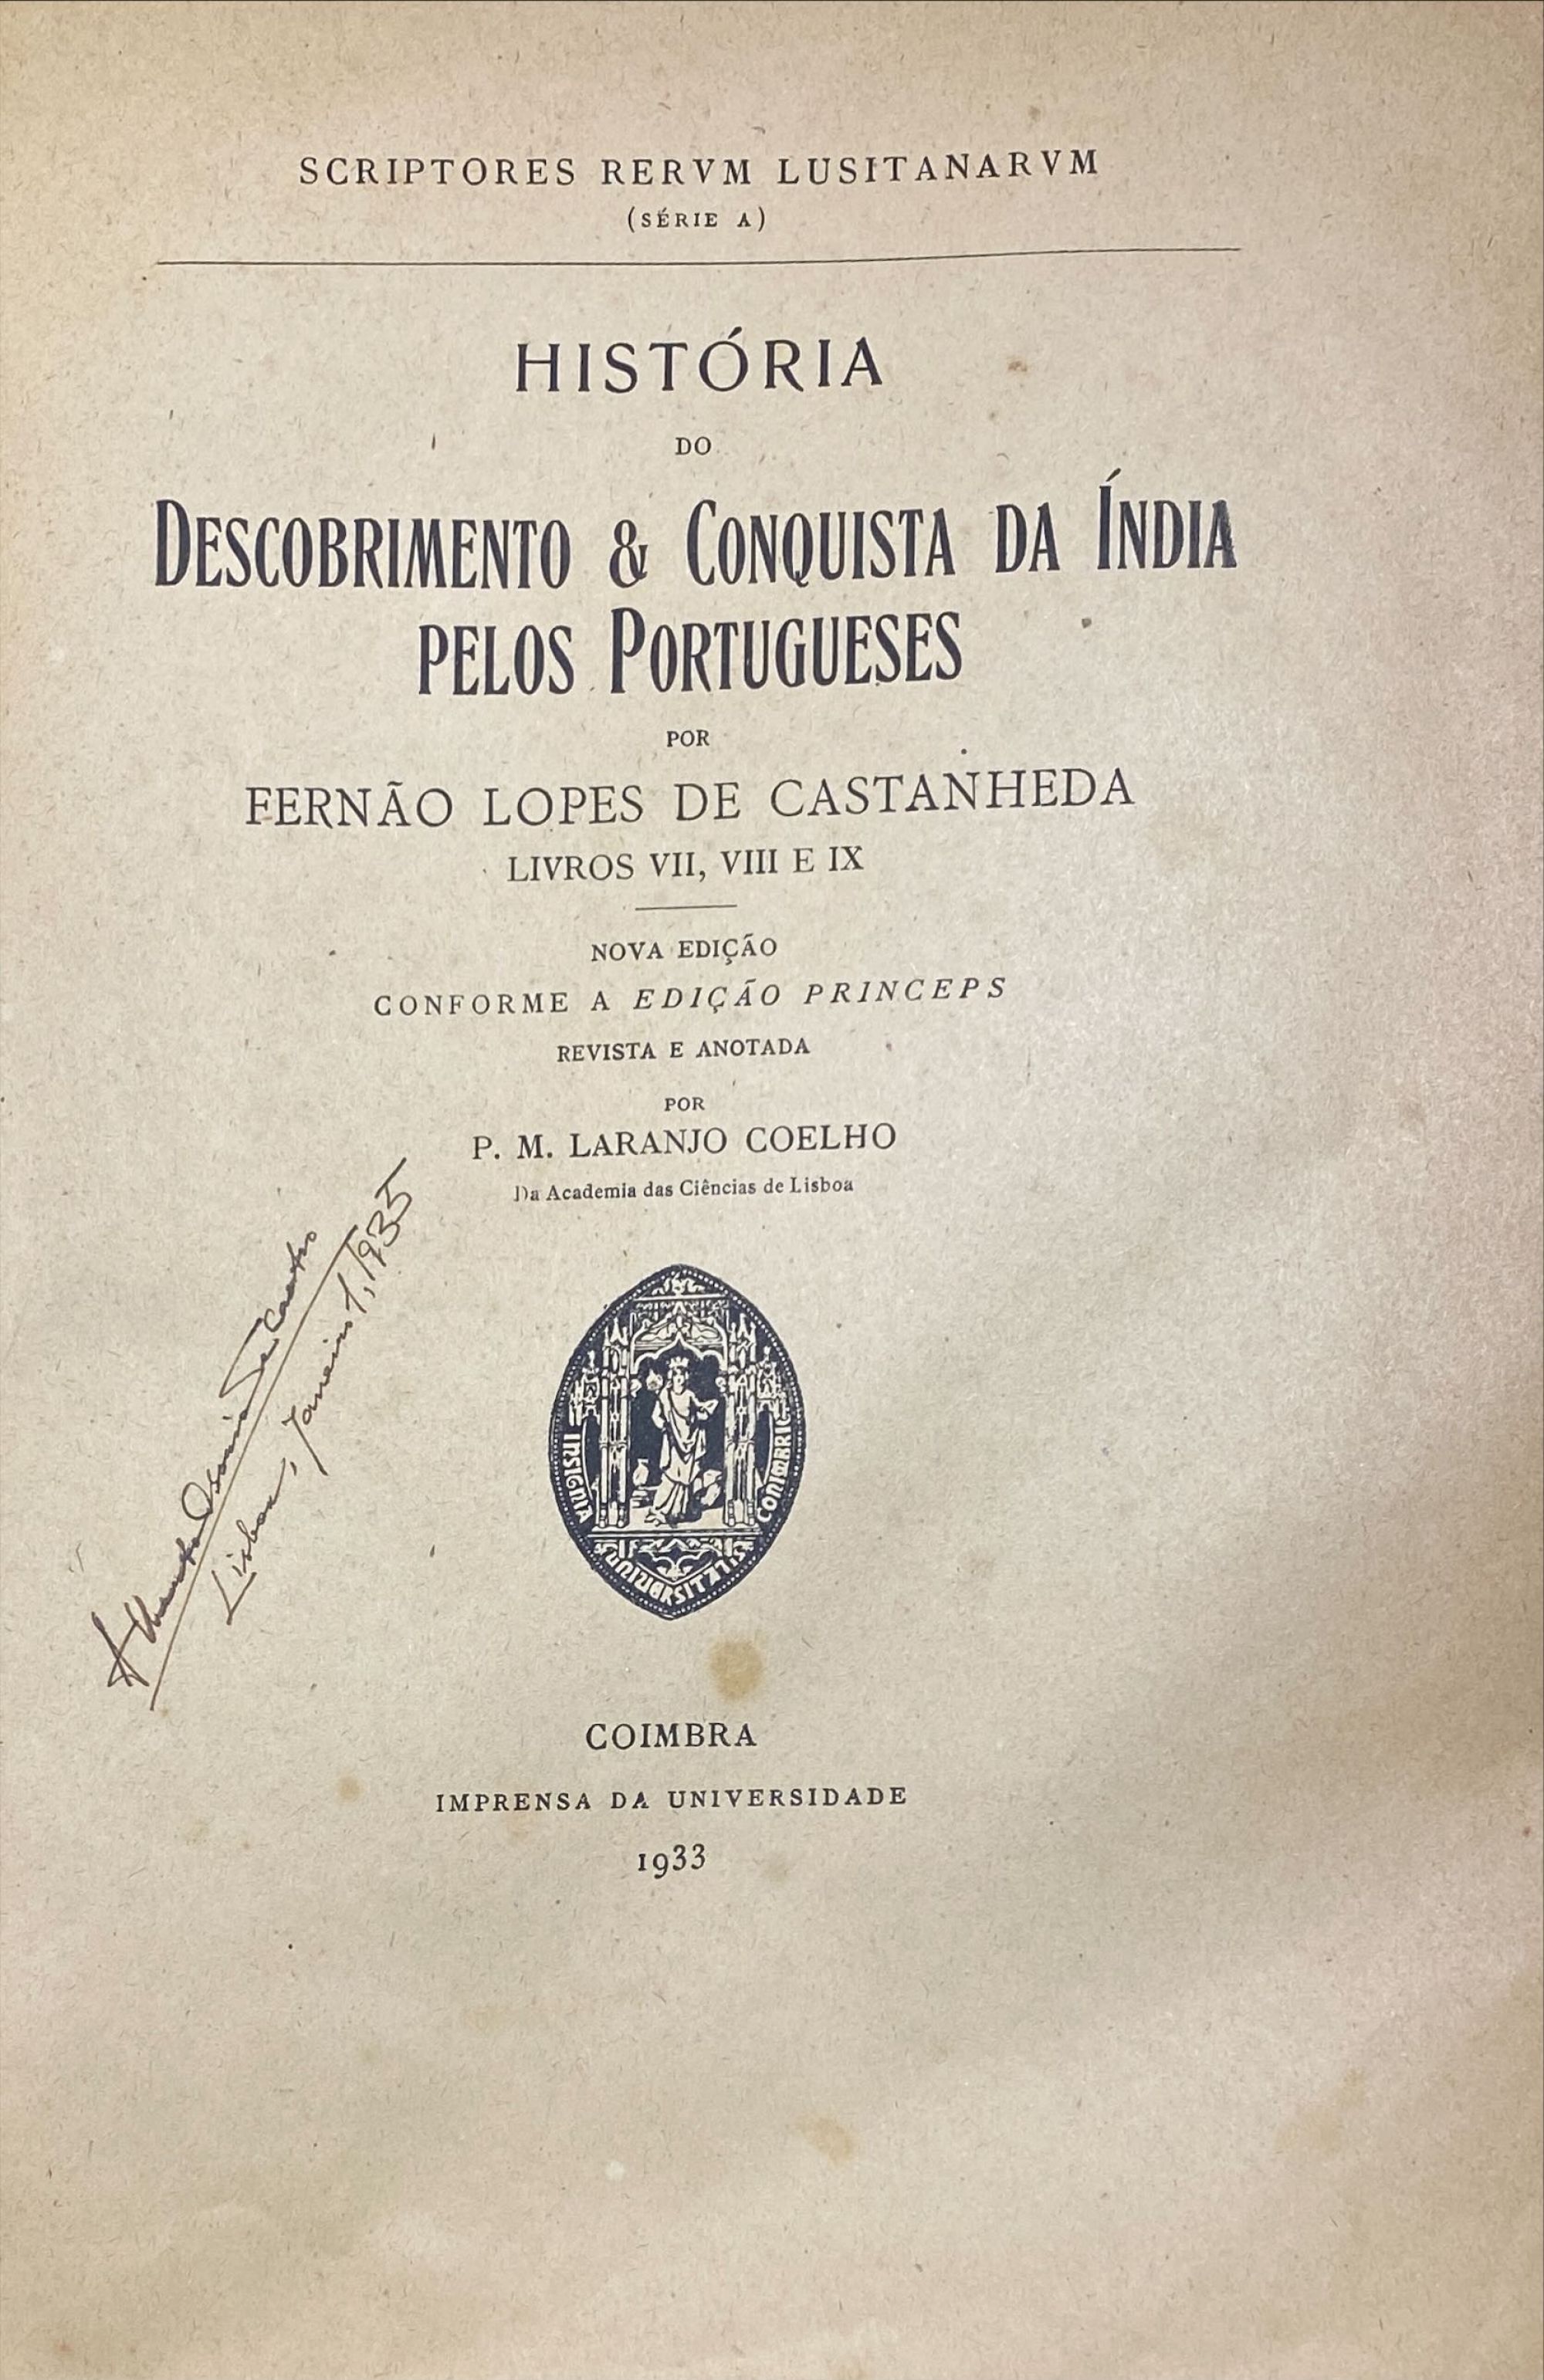 SCRIPTORES RERVM LUSITANARVM
(SÉRIE A)
HISTÓRIA
DO
DESCOBRIMENTO & CONQUISTA DA ÍNDIA
PELOS PORTUGUESES
POR
FERNÃO LOPES DE CASTANHEDA
LIVROS VII, VIII E IX
NOVA EDIÇÃO
CONFORME A EDIÇÃO PRINCEPS
REVISTA E ANOTADA
POR
P. M. LARANJO COELHO
Da Academia das Ciências de Lisboa
Lisboa, Janeiro 1, 1935
INSIGNIA
UNIVERSITATIS
COIMBRA
IMPRENSA DA UNIVERSIDADE
1933